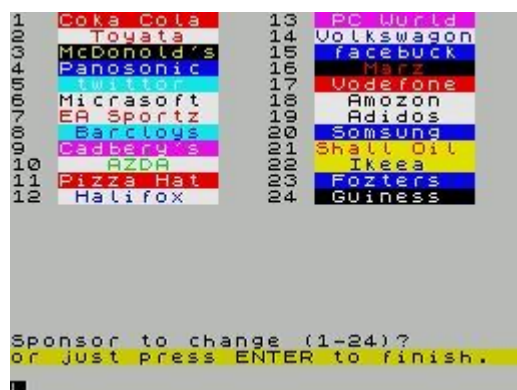 1 Coka Cola
2 Toyata
3 McDonold's
4 Panosonic
5 twittor
6 Micrasoft
7 EA Sportz
8 Barcloys
9 Cadbery's
10 AZDA
11 Pizza Hat
12 Halifox
13 PC Wurld
14 Volkswagon
15 facebuck
16 Marz
17 Vodefone
18 Amozon
19 Adidos
20 Somsung
21 Shall Oil
22 Ikeea
23 Fozters
24 Guiness
Sponsor to change (1-24)?
or just press ENTER to finish.